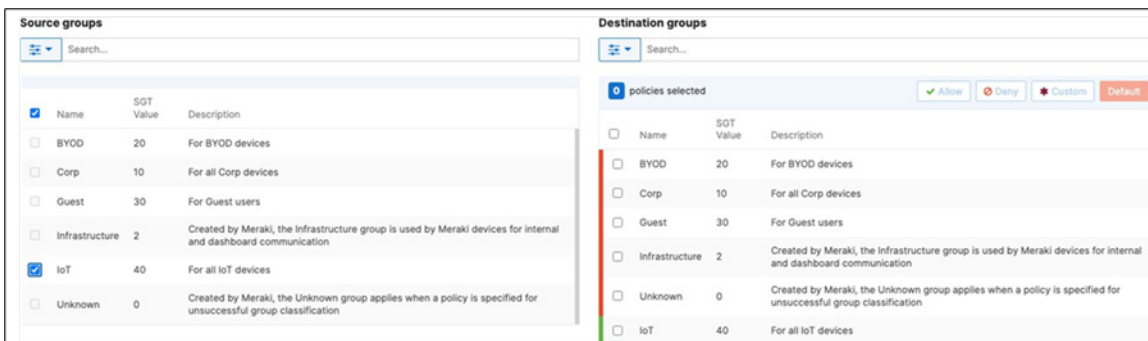 Source groups
Search...
Name SGT Value Description
BYOD 20 For BYOD devices
Corp 10 For all Corp devices
Guest 30 For Guest users
Infrastructure 2 Created by Meraki, the Infrastructure group is used by Meraki devices for internal
and dashboard communication
IoT 40 For all IoT devices
Unknown 0 Created by Meraki, the Unknown group applies when a policy is specified for
unsuccessful group classification
Destination groups
Search...
0 policies selected Allow Deny Custom Default
Name SGT Value Description
BYOD 20 For BYOD devices
Corp 10 For all Corp devices
Guest 30 For Guest users
Infrastructure 2 Created by Meraki, the Infrastructure group is used by Meraki devices for internal
and dashboard communication
Unknown 0 Created by Meraki, the Unknown group applies when a policy is specified for
unsuccessful group classification
IoT 40 For all IoT devices